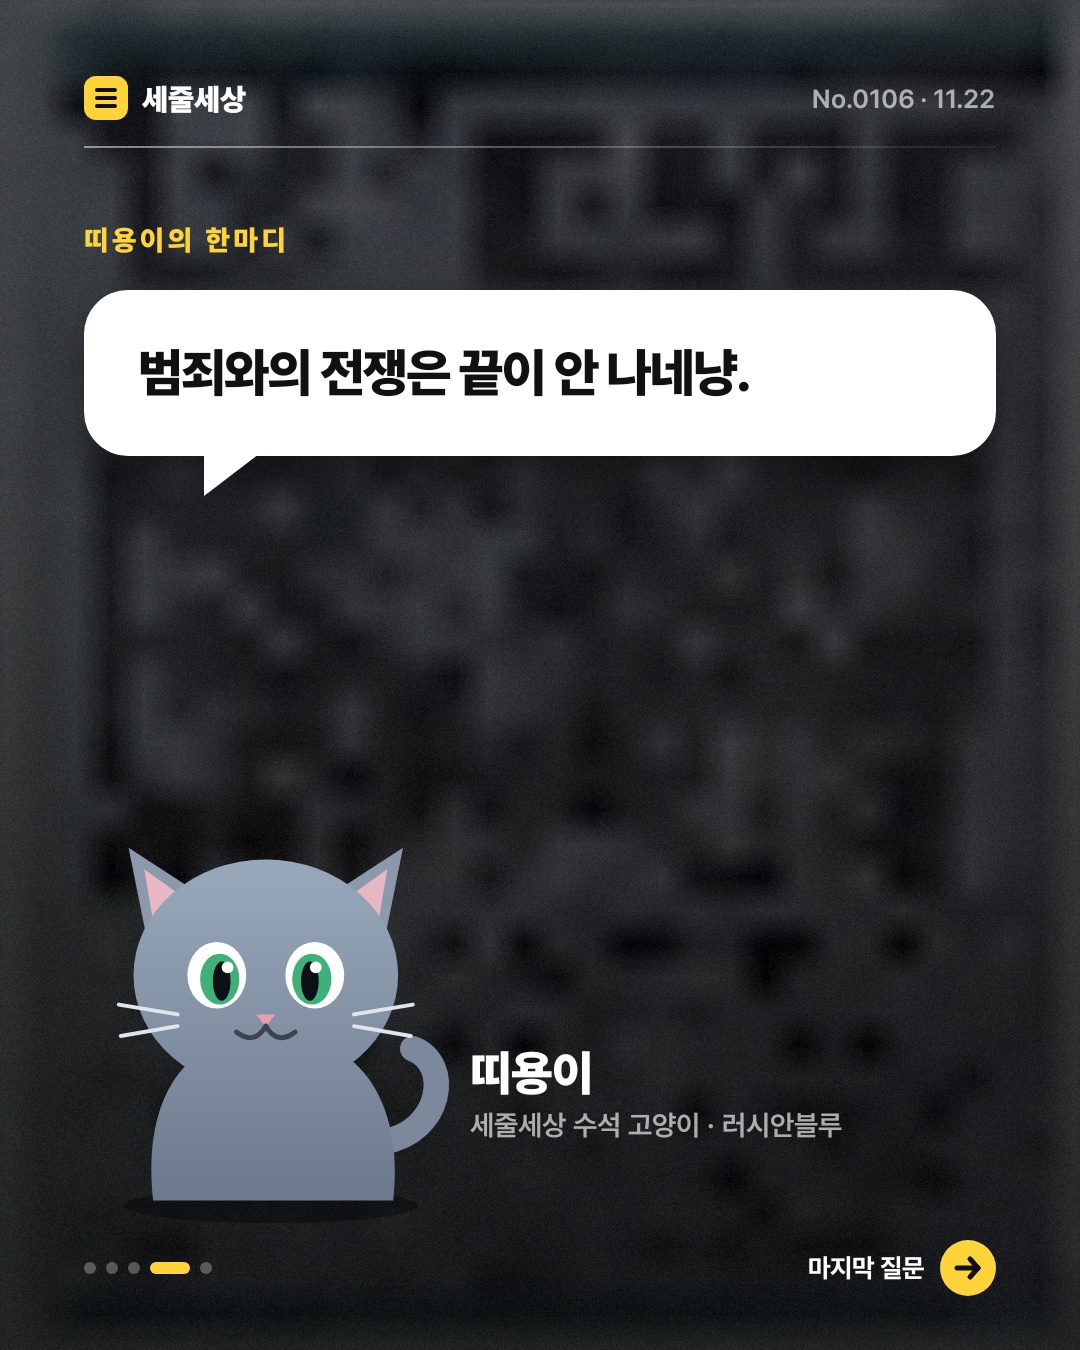 세줄세상
No.0106 · 11.22
띠용이의 한마디
범죄와의 전쟁은 끝이 안 나네냥.
띠용이
세줄세상 수석 고양이 · 러시안블루
마지막 질문